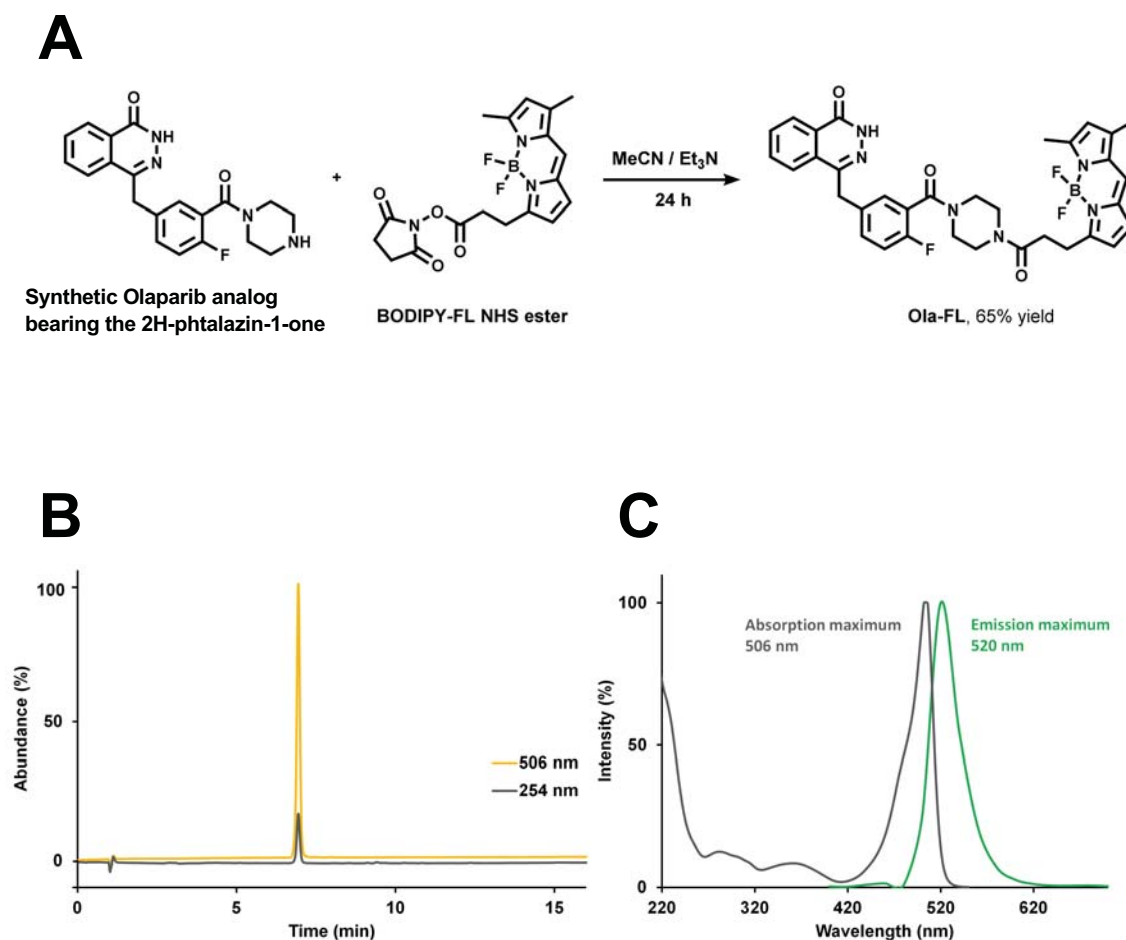 A
O
NH
N
O
N
NH
F
+
N
F
B
F
N
O
N
O
O
O
MeCN / Et₃N
24 h
O
NH
N
O
N
N
F
O
N
F
B
F
N
Synthetic Olaparib analog
bearing the 2H-phtalazin-1-one
BODIPY-FL NHS ester
Ola-FL, 65% yield
B
Abundance (%)
100
50
0
506 nm
254 nm
0 5 10 15
Time (min)
C
Intensity (%)
100
50
0
Absorption maximum
506 nm
Emission maximum
520 nm
220 320 420 520 620
Wavelength (nm)